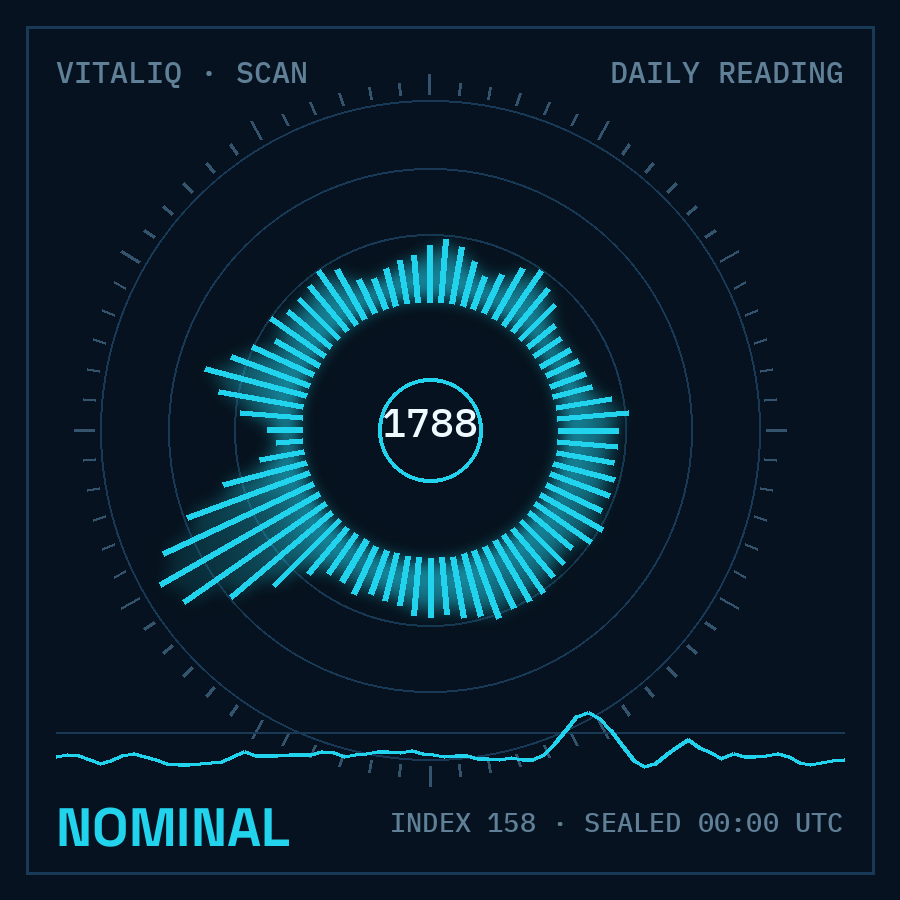 VITALIQ · SCAN
DAILY READING
1788
NOMINAL
INDEX 158 · SEALED 00:00 UTC